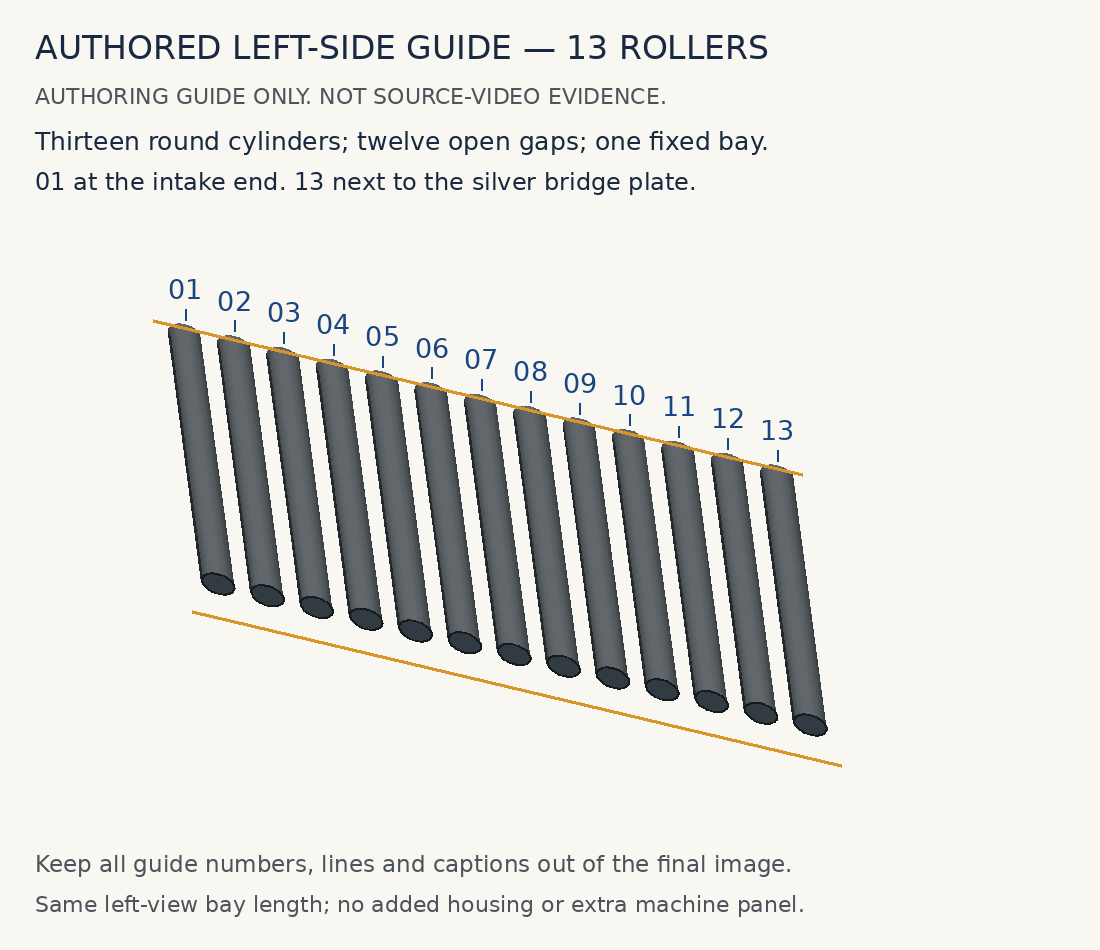 AUTHORED LEFT-SIDE GUIDE — 13 ROLLERS
AUTHORING GUIDE ONLY. NOT SOURCE-VIDEO EVIDENCE.
Thirteen round cylinders; twelve open gaps; one fixed bay.
01 at the intake end. 13 next to the silver bridge plate.
01
02
03
04
05
06
07
08
09
10
11
12
13
Keep all guide numbers, lines and captions out of the final image.
Same left-view bay length; no added housing or extra machine panel.